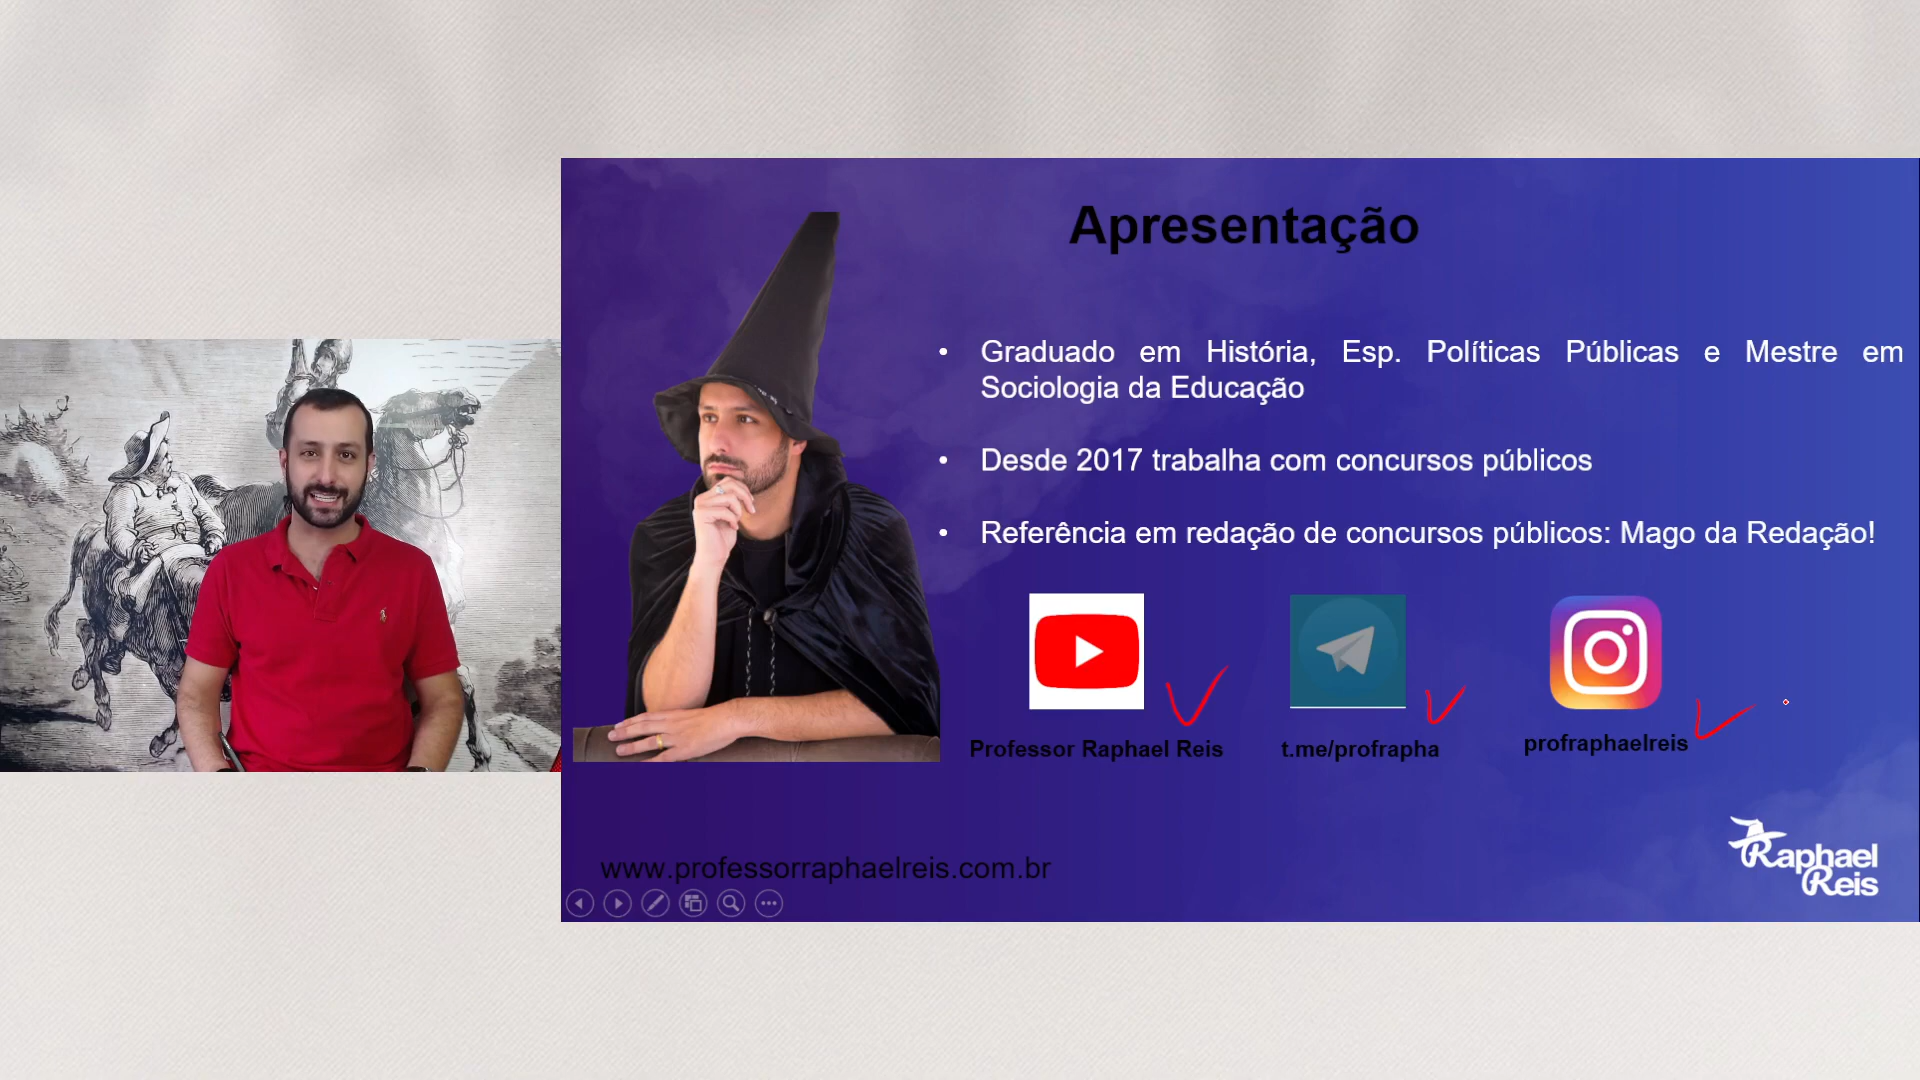 Apresentação
• Graduado em História, Esp. Políticas Públicas e Mestre em
Sociologia da Educação
• Desde 2017 trabalha com concursos públicos
• Referência em redação de concursos públicos: Mago da Redação!
Professor Raphael Reis
t.me/profrapha
profraphaelreis
www.professorraphaelreis.com.br
Raphael
Reis